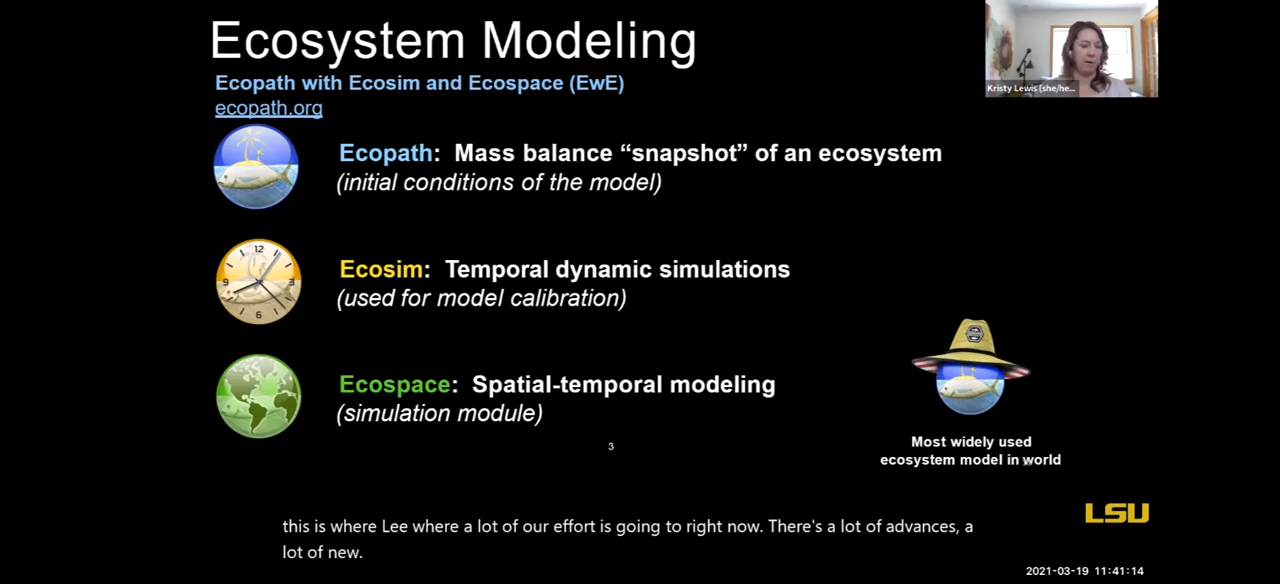 Ecosystem Modeling
Ecopath with Ecosim and Ecospace (EwE)
ecopath.org
Kristy Lewis (she/he...
Ecopath: Mass balance “snapshot” of an ecosystem
(initial conditions of the model)
12
3
6
9
Ecosim: Temporal dynamic simulations
(used for model calibration)
Ecospace: Spatial-temporal modeling
(simulation module)
3
Most widely used
ecosystem model in world
LSU
this is where Lee where a lot of our effort is going to right now. There's a lot of advances, a
lot of new.
2021-03-19 11:41:14